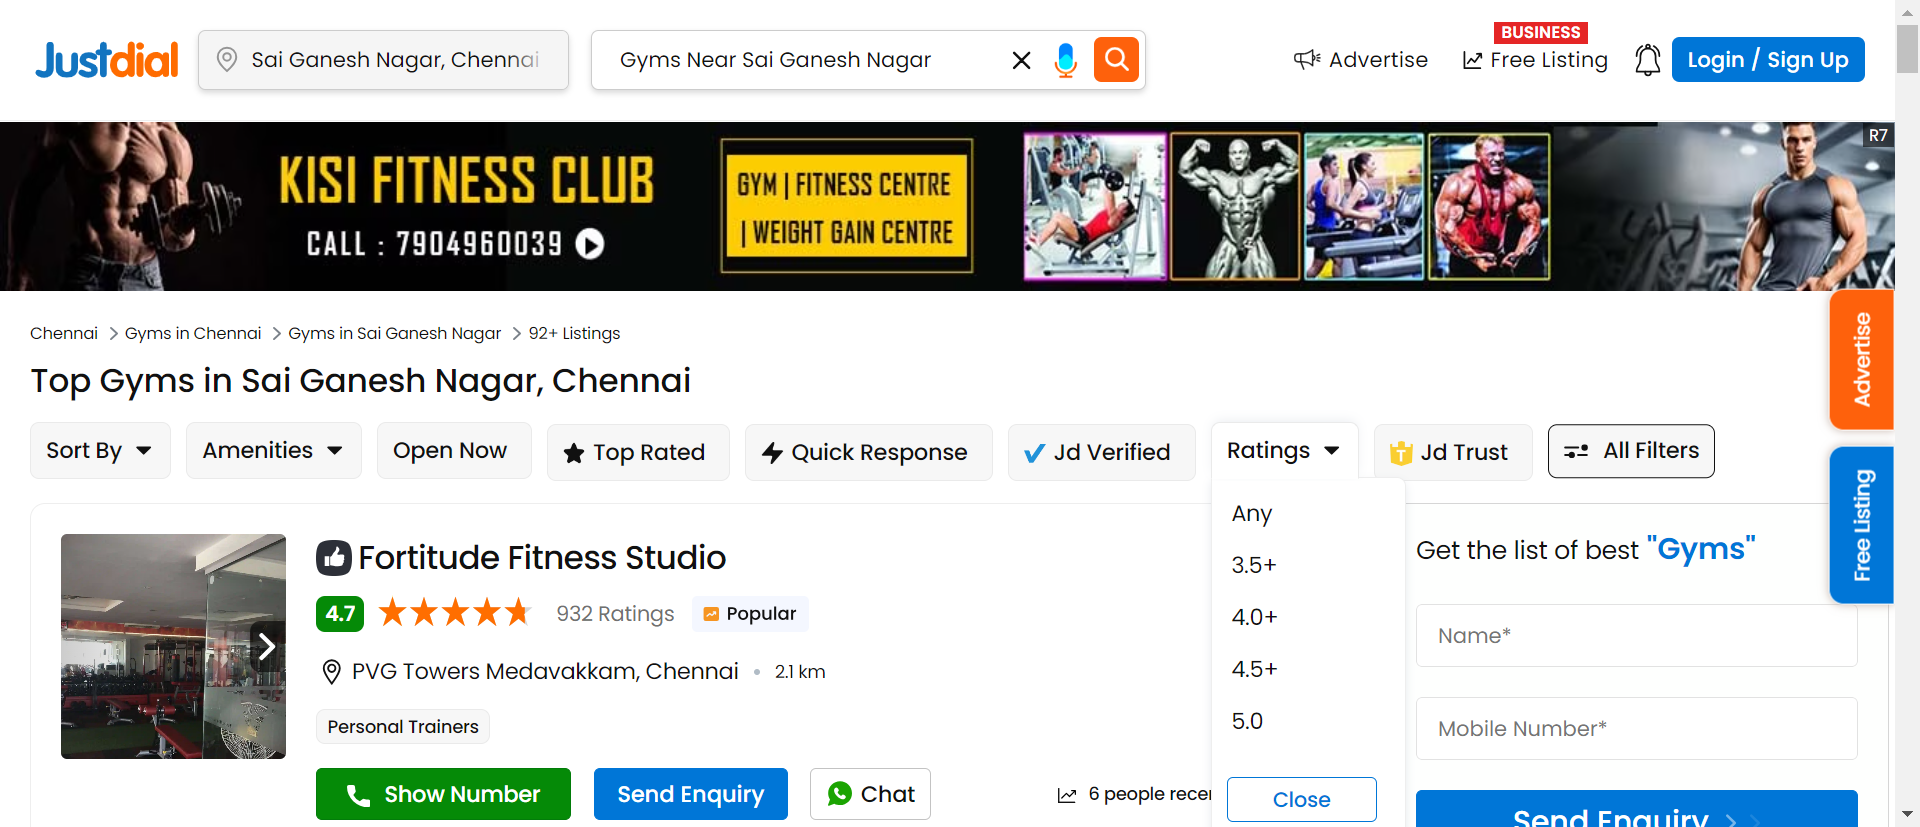 Justdial
Sai Ganesh Nagar, Chennai
Gyms Near Sai Ganesh Nagar
Advertise
BUSINESS
Free Listing
Login / Sign Up
KISI FITNESS CLUB
CALL : 7904960039
GYM | FITNESS CENTRE
| WEIGHT GAIN CENTRE
R7
Chennai > Gyms in Chennai > Gyms in Sai Ganesh Nagar > 92+ Listings
Top Gyms in Sai Ganesh Nagar, Chennai
Sort By
Amenities
Open Now
Top Rated
Quick Response
Jd Verified
Ratings
Jd Trust
All Filters
Any
3.5+
4.0+
4.5+
5.0
Close
Fortitude Fitness Studio
4.7
932 Ratings
Popular
PVG Towers Medavakkam, Chennai • 2.1 km
Personal Trainers
Show Number
Send Enquiry
Chat
6 people recer
Get the list of best "Gyms"
Name*
Mobile Number*
Send Enquiry
Advertise
Free Listing